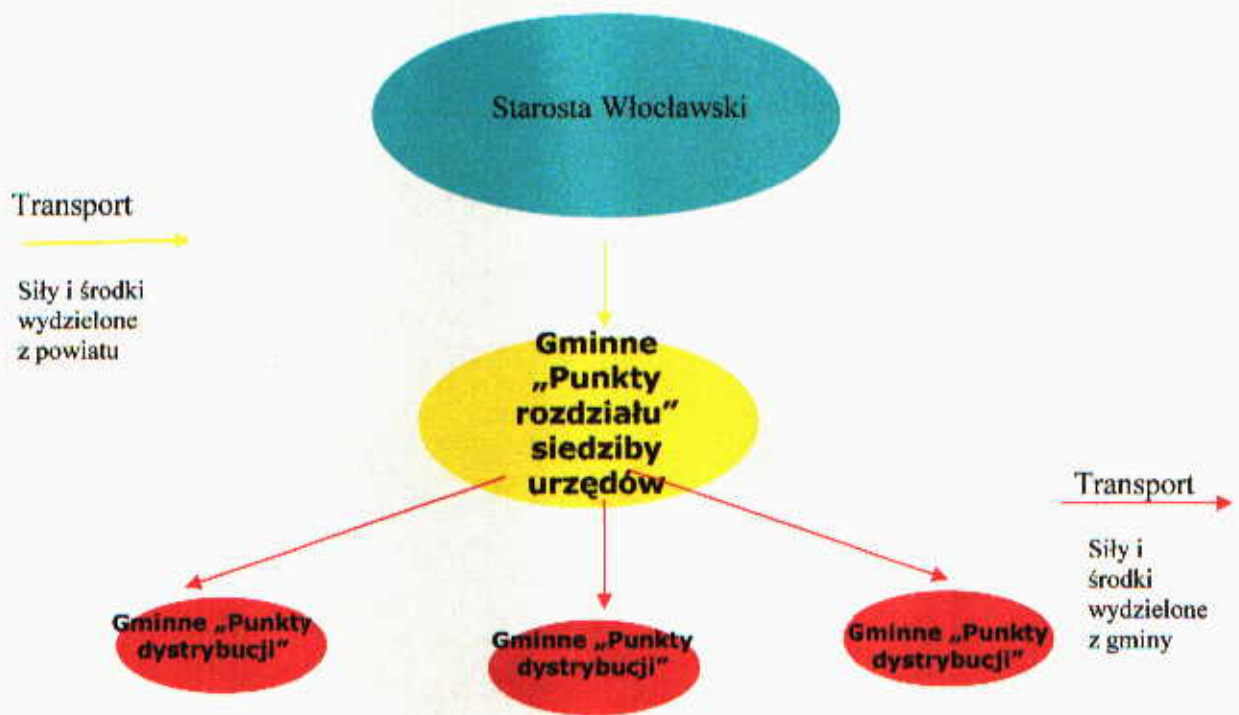 Starosta Włocławski
Transport
Siły i środki
wydzielone
z powiatu
Gminne
„Punkty
rozdziału”
siedziby
urzędów
Transport
Siły i
środki
wydzielone
z gminy
Gminne „Punkty
dystrybucji”
Gminne „Punkty
dystrybucji”
Gminne „Punkty
dystrybucji”